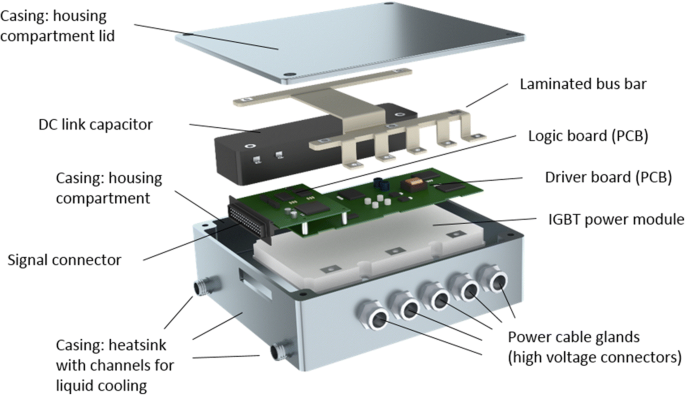 Casing: housing
compartment lid
Laminated bus bar
DC link capacitor
Logic board (PCB)
Casing: housing
compartment
Driver board (PCB)
IGBT power module
Signal connector
Casing: heatsink
with channels for
liquid cooling
Power cable glands
(high voltage connectors)